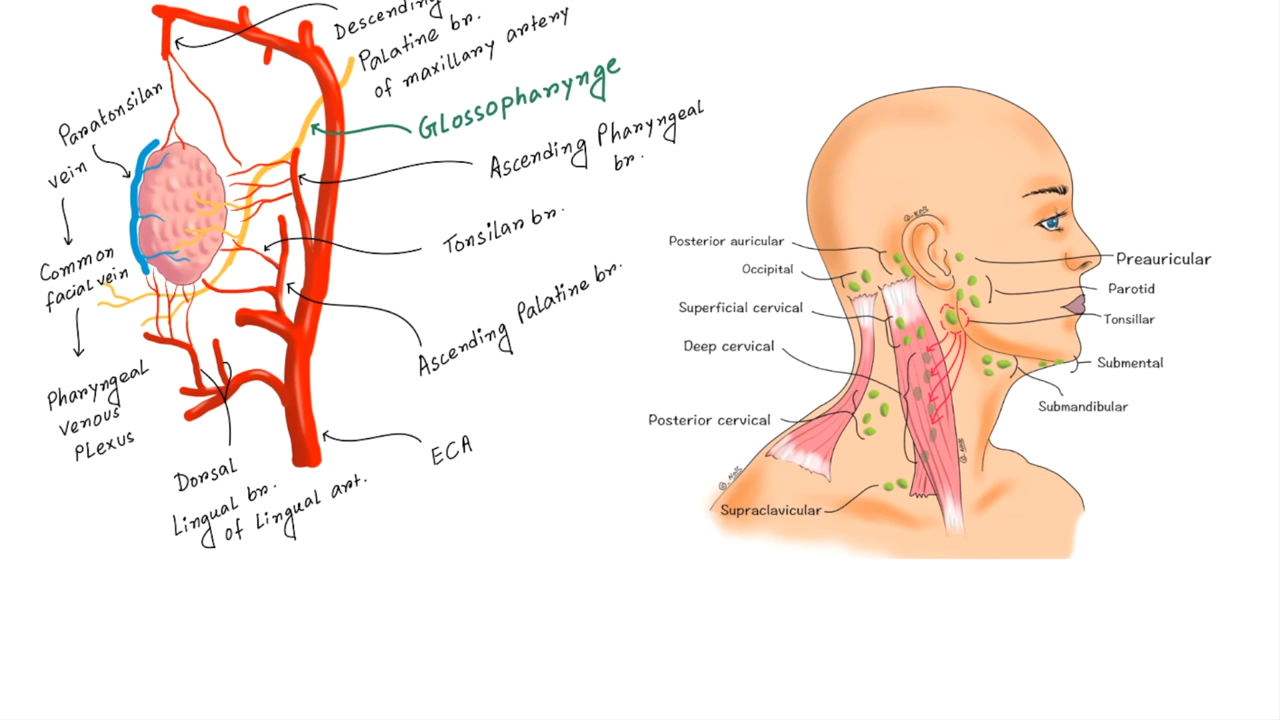 Descending
Palatine br.
of maxillary artery
Glossopharynge
Paratonsilar
vein
Ascending Pharyngeal
br.
Tonsilar br.
Common
facial vein
Ascending Palatine br.
Pharyngeal
venous
Plexus
ECA
Dorsal
Lingual br.
of Lingual art.
Posterior auricular
Occipital
Superficial cervical
Deep cervical
Posterior cervical
Supraclavicular
Preauricular
Parotid
Tonsillar
Submental
Submandibular